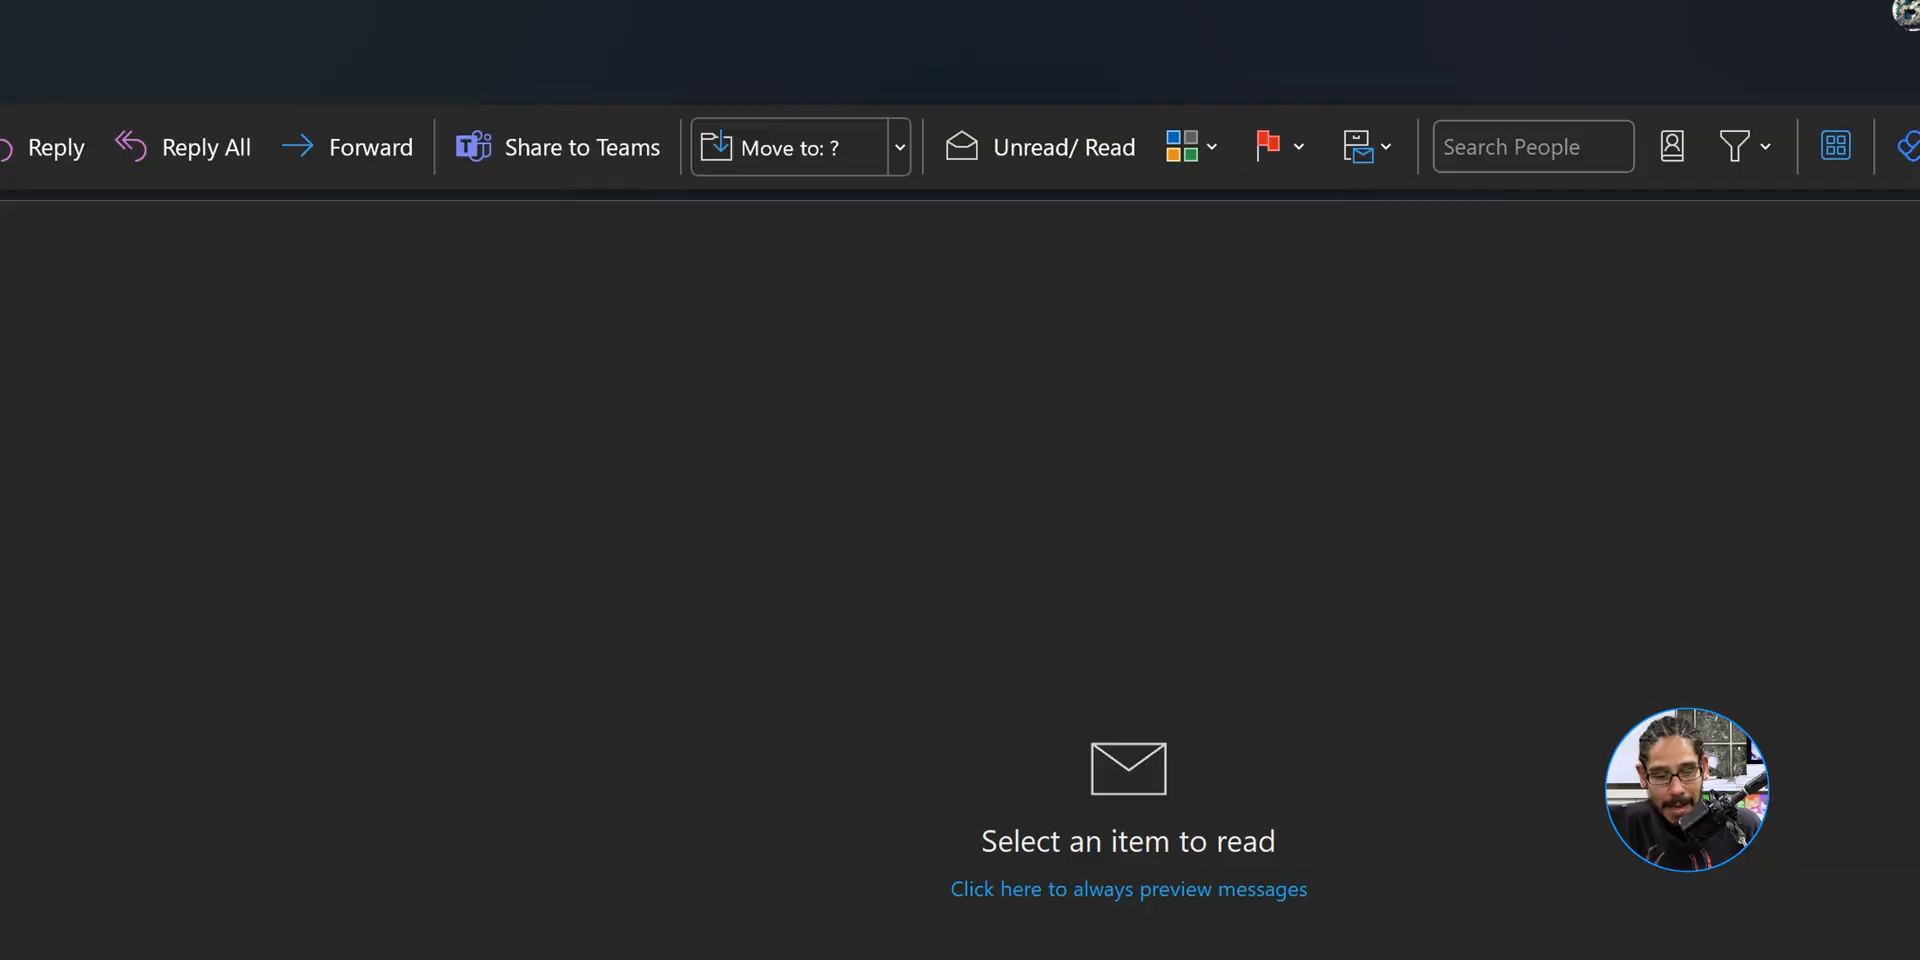 Reply Reply All Forward Share to Teams Move to: ? Unread/ Read Search People
Select an item to read
Click here to always preview messages